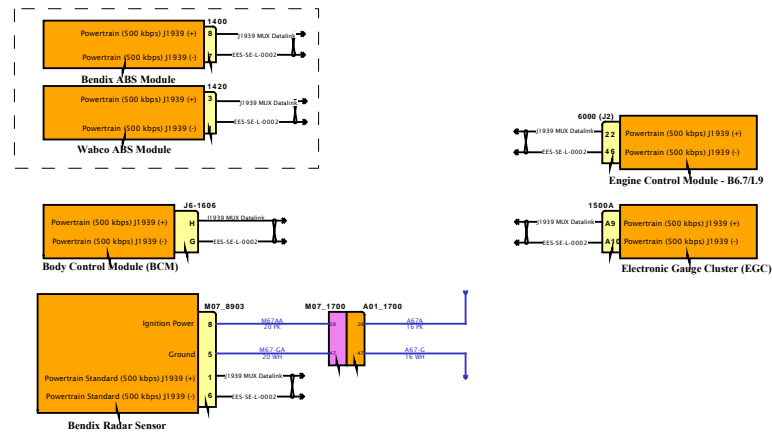 1400
Powertrain (500 kbps) J1939 (+) 8 J1939 MUX Datalink
Powertrain (500 kbps) J1939 (-) EES-SE-L-0002
Bendix ABS Module
1420
Powertrain (500 kbps) J1939 (+) 3 J1939 MUX Datalink
Powertrain (500 kbps) J1939 (-) EES-SE-L-0002
Wabco ABS Module
6000 (J2)
J1939 MUX Datalink 22 Powertrain (500 kbps) J1939 (+)
EES-SE-L-0002 46 Powertrain (500 kbps) J1939 (-)
Engine Control Module - B6.7/L9
J6-1606
Powertrain (500 kbps) J1939 (+) H J1939 MUX Datalink
Powertrain (500 kbps) J1939 (-) G EES-SE-L-0002
Body Control Module (BCM)
1500A
J1939 MUX Datalink A9 Powertrain (500 kbps) J1939 (+)
EES-SE-L-0002 A10 Powertrain (500 kbps) J1939 (-)
Electronic Gauge Cluster (EGC)
M07_8903 M07_1700 A01_1700
Ignition Power 8 M67AA 20 20 A67A
20 PK 16 PK
Ground 5 M67-GA 47 47 A67-G
20 WH 16 WH
Powertrain Standard (500 kbps) J1939 (+) 1 J1939 MUX Datalink
Powertrain Standard (500 kbps) J1939 (-) 6 EES-SE-L-0002
Bendix Radar Sensor